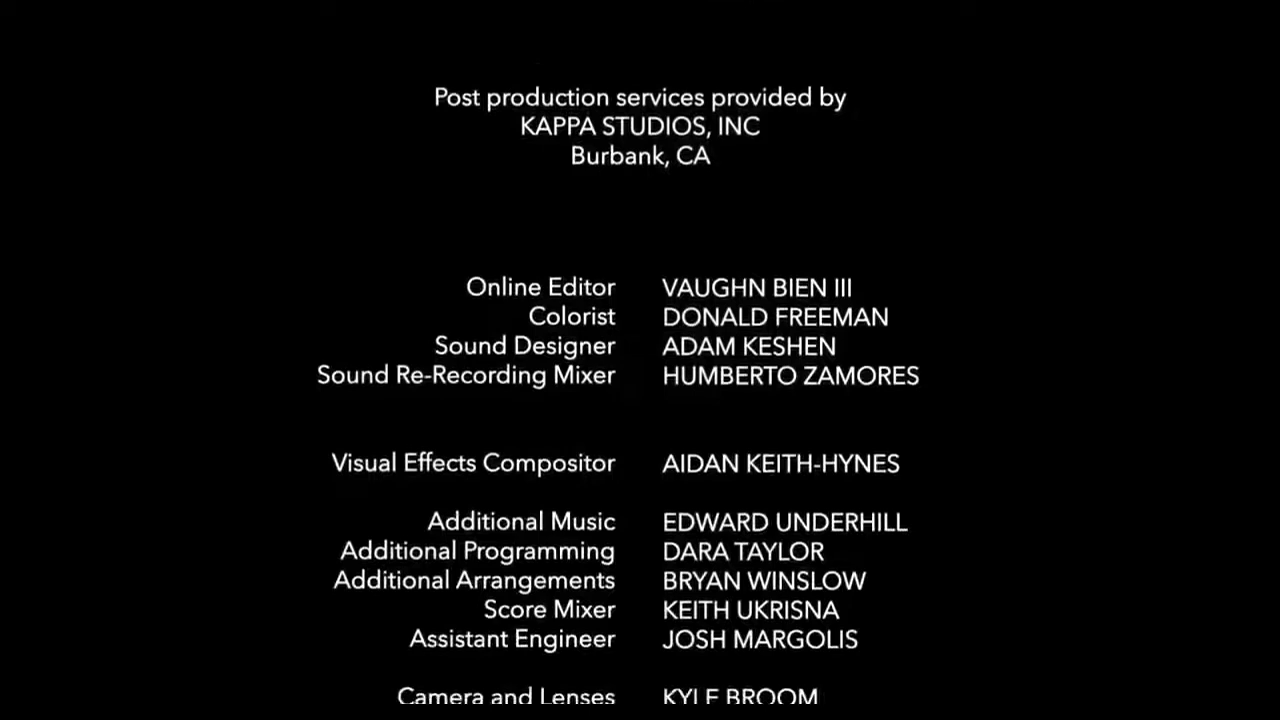 Post production services provided by
KAPPA STUDIOS, INC
Burbank, CA
Online Editor VAUGHN BIEN III
Colorist DONALD FREEMAN
Sound Designer ADAM KESHEN
Sound Re-Recording Mixer HUMBERTO ZAMORES
Visual Effects Compositor AIDAN KEITH-HYNES
Additional Music EDWARD UNDERHILL
Additional Programming DARA TAYLOR
Additional Arrangements BRYAN WINSLOW
Score Mixer KEITH UKRISNA
Assistant Engineer JOSH MARGOLIS
Camera and Lenses KYLE BROOM